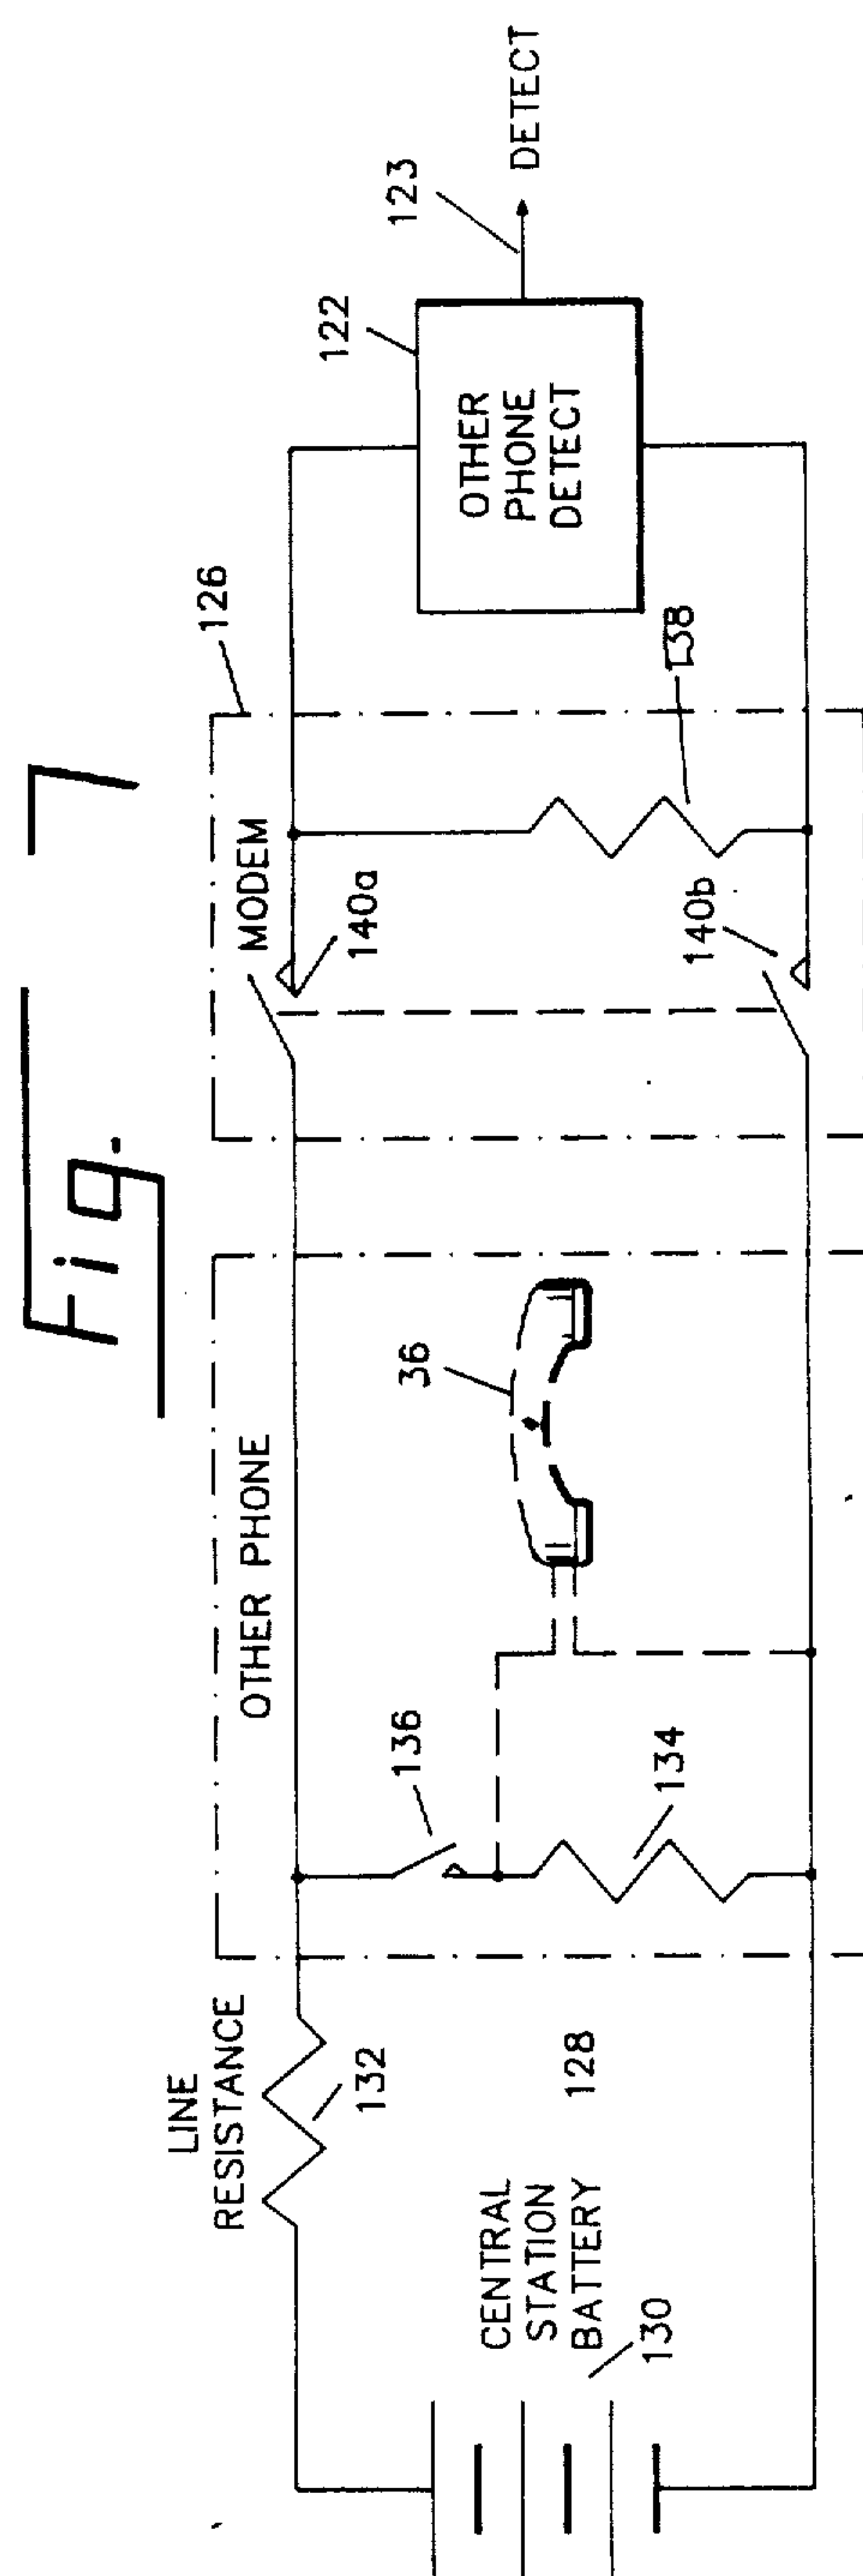 Fig. 7
LINE
RESISTANCE
132
CENTRAL
STATION
BATTERY
130
128
OTHER PHONE
136
134
36
MODEM
126
140a
140b
138
OTHER
PHONE
DETECT
122
123
DETECT